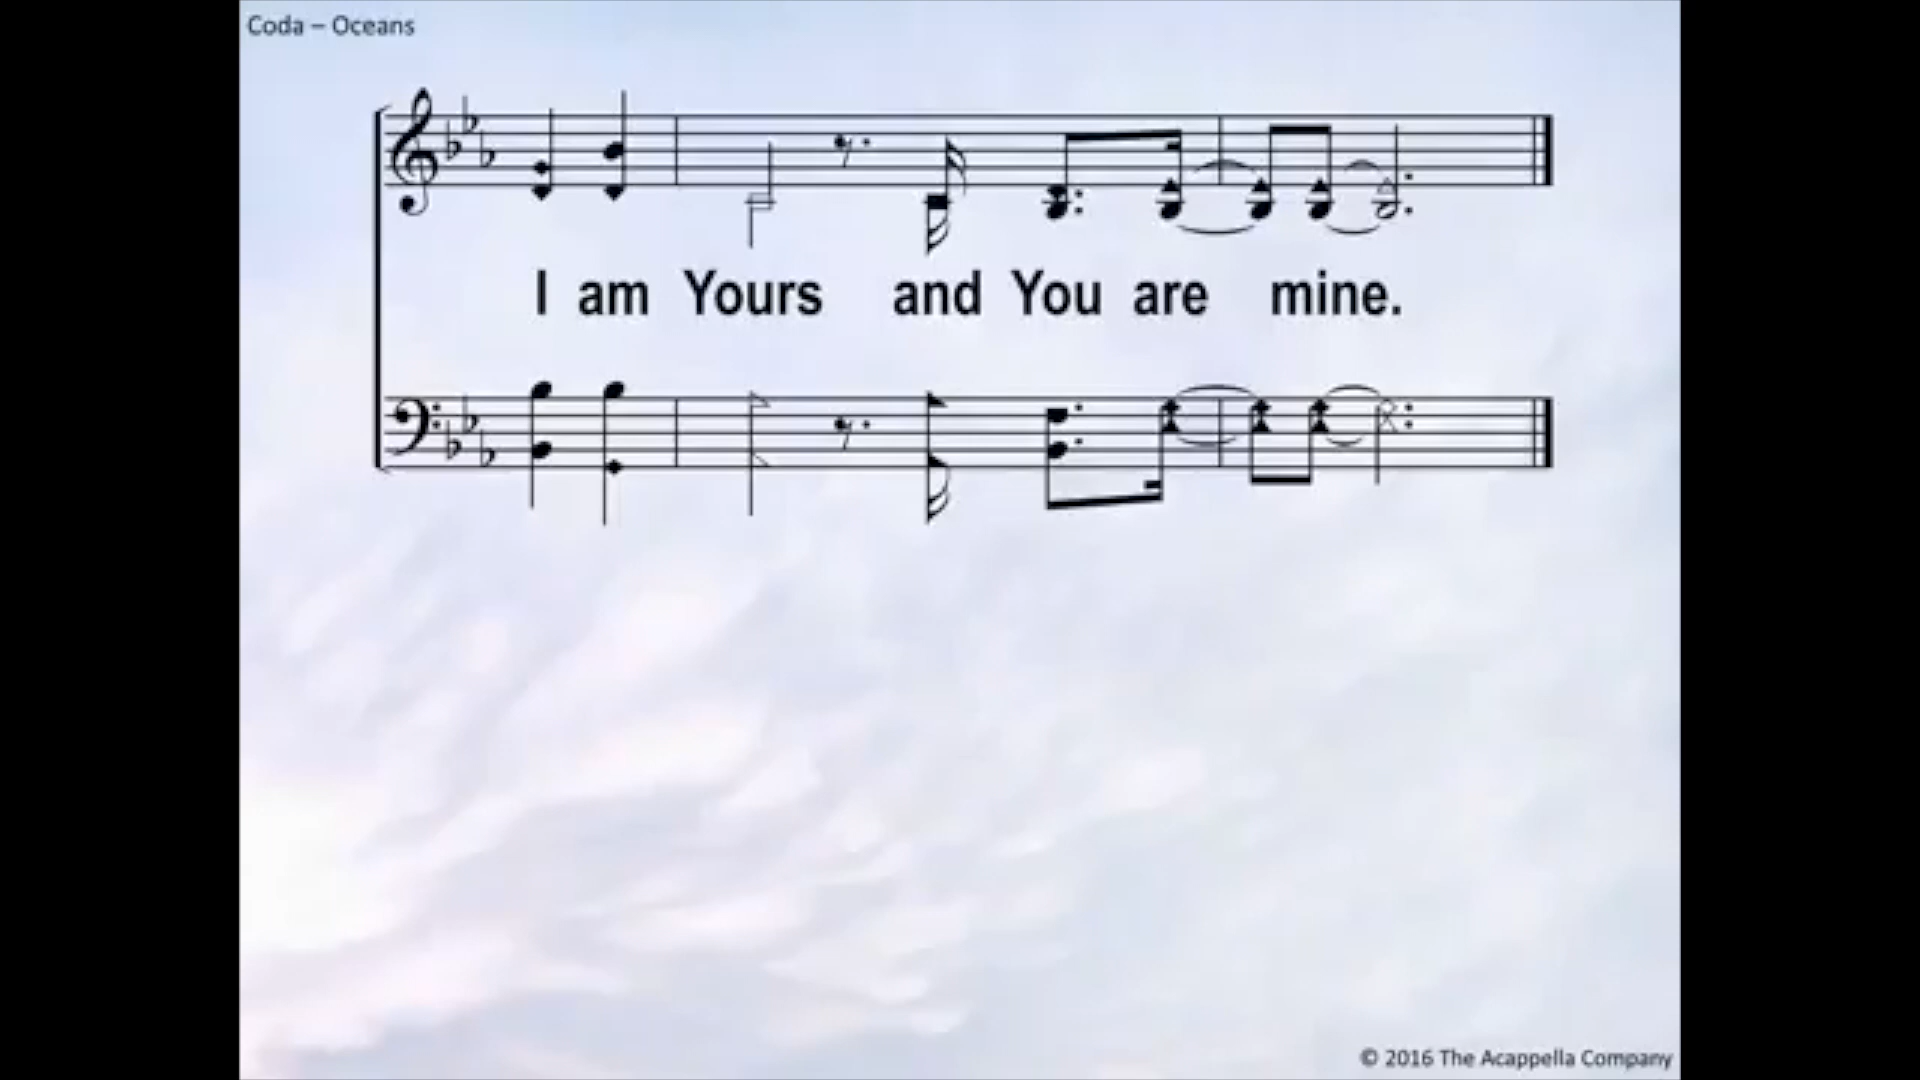 Coda – Oceans
I am Yours and You are mine.
© 2016 The Acappella Company